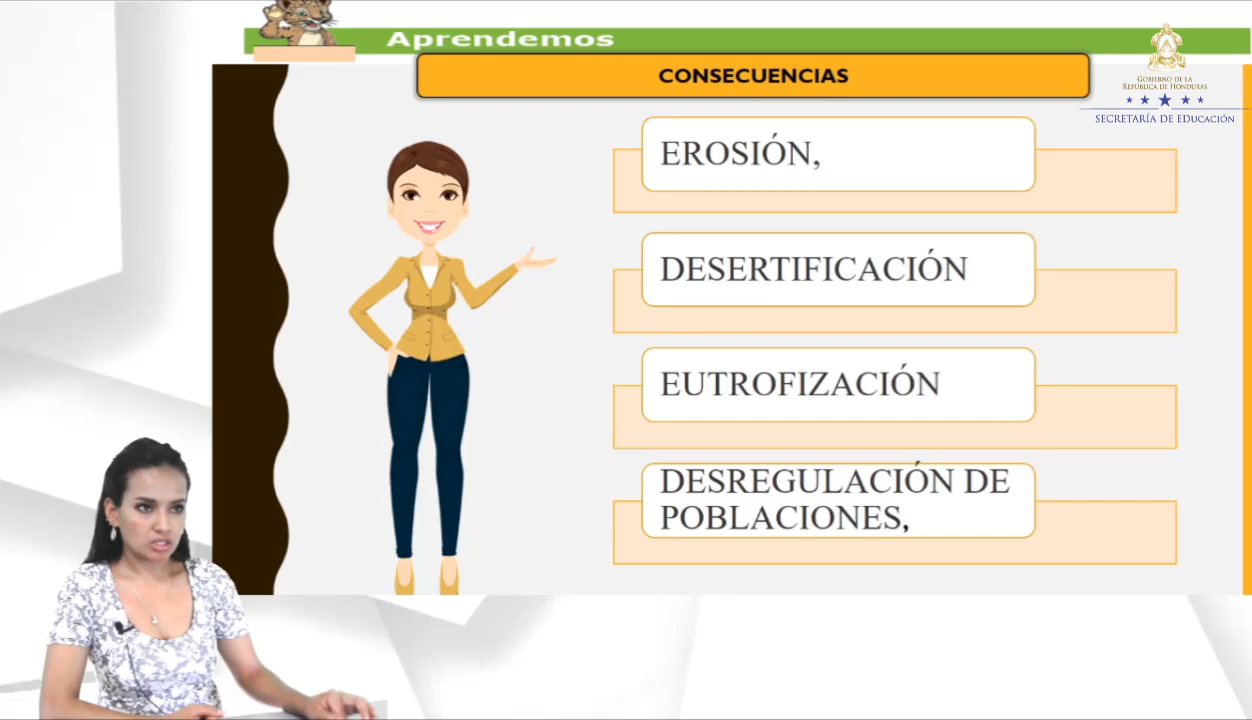 Aprendemos
CONSECUENCIAS
GOBIERNO DE LA
REPÚBLICA DE HONDURAS
SECRETARÍA DE EDUCACIÓN
EROSIÓN,
DESERTIFICACIÓN
EUTROFIZACIÓN
DESREGULACIÓN DE
POBLACIONES,